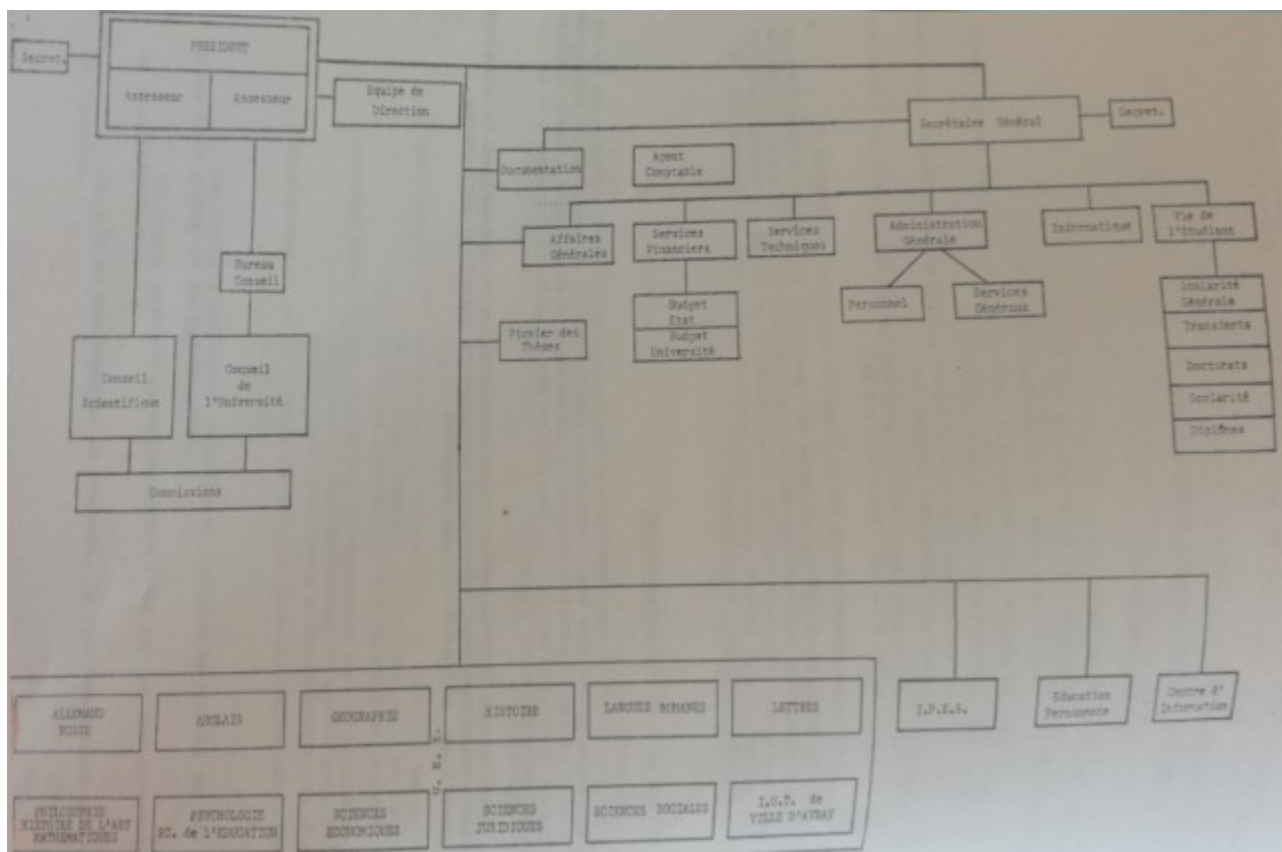 PRESIDENT
Secret.
Assesseur
Assesseur
Equipe de
Direction
Secrétaire Général
Secret.
Documentation
Agent
Comptable
Affaires
Générales
Services
Financiers
Services
Techniques
Administration
Générale
Informatique
Vie de
l'Etudiant
Bureau
Conseil
Budget
Etat
Budget
Université
Personnel
Services
Généraux
Scolarité
Générale
Transferts
Doctorats
Scolarité
Diplômes
Fichier des
Thèses
Conseil
Scientifique
Conseil
de
l'Université
Commissions
U. E. R.
ALLEMAND
RUSSE
ANGLAIS
GEOGRAPHIE
HISTOIRE
LANGUES ROMANES
LETTRES
I.P.E.S.
Education
Permanente
Centre d'
Information
PHILOSOPHIE
HISTOIRE DE L'ART
MATHEMATIQUES
PSYCHOLOGIE
SC. de l'EDUCATION
SCIENCES
ECONOMIQUES
SCIENCES
JURIDIQUES
SCIENCES SOCIALES
I.U.T. de
VILLE D'AVRAY